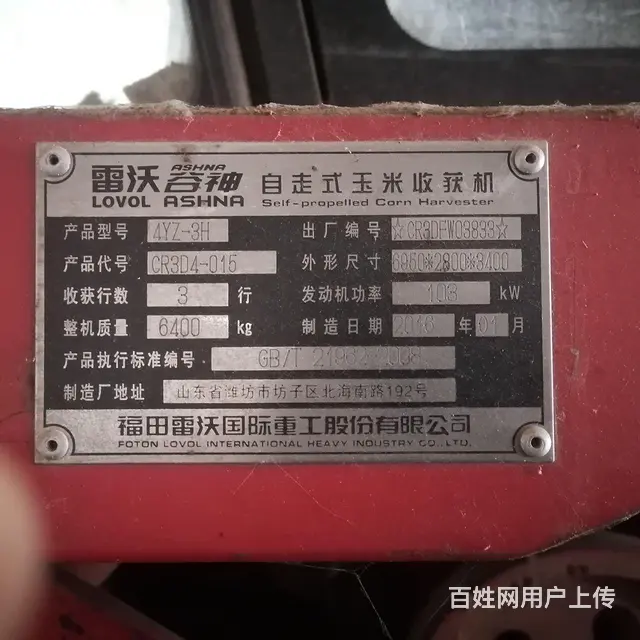 雷沃谷神 ASHNA 自走式玉米收获机
LOVOL ASHNA Self-propelled Corn Harvester
产品型号 4YZ-3H 出厂编号
产品代号 CR3D4-015 外形尺寸
收获行数 3 行 发动机功率 103 kW
整机质量 6400 kg 制造日期 2016 年 01 月
产品执行标准编号 GB/T
制造厂地址 山东省潍坊市坊子区北海南路192号
福田雷沃国际重工股份有限公司
FOTON LOVOL INTERNATIONAL HEAVY INDUSTRY CO.,LTD.
百姓网用户上传